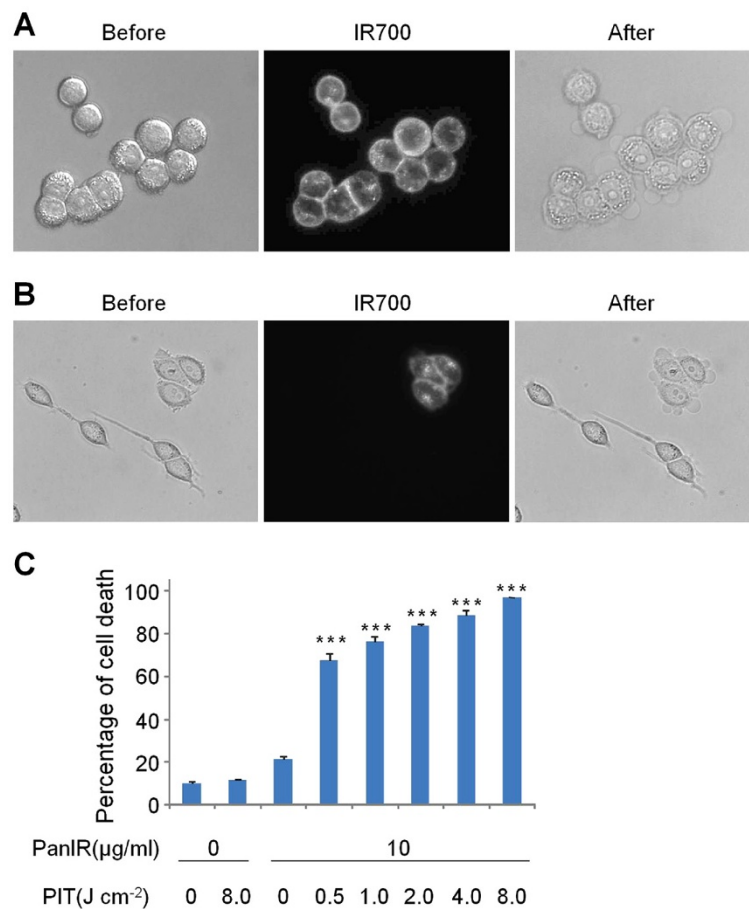 A
Before IR700 After
B
Before IR700 After
C
Percentage of cell death
100
80
60
40
20
0
*** *** *** *** ***
PanIR(µg/ml) 0 10
PIT(J cm-2) 0 8.0 0 0.5 1.0 2.0 4.0 8.0